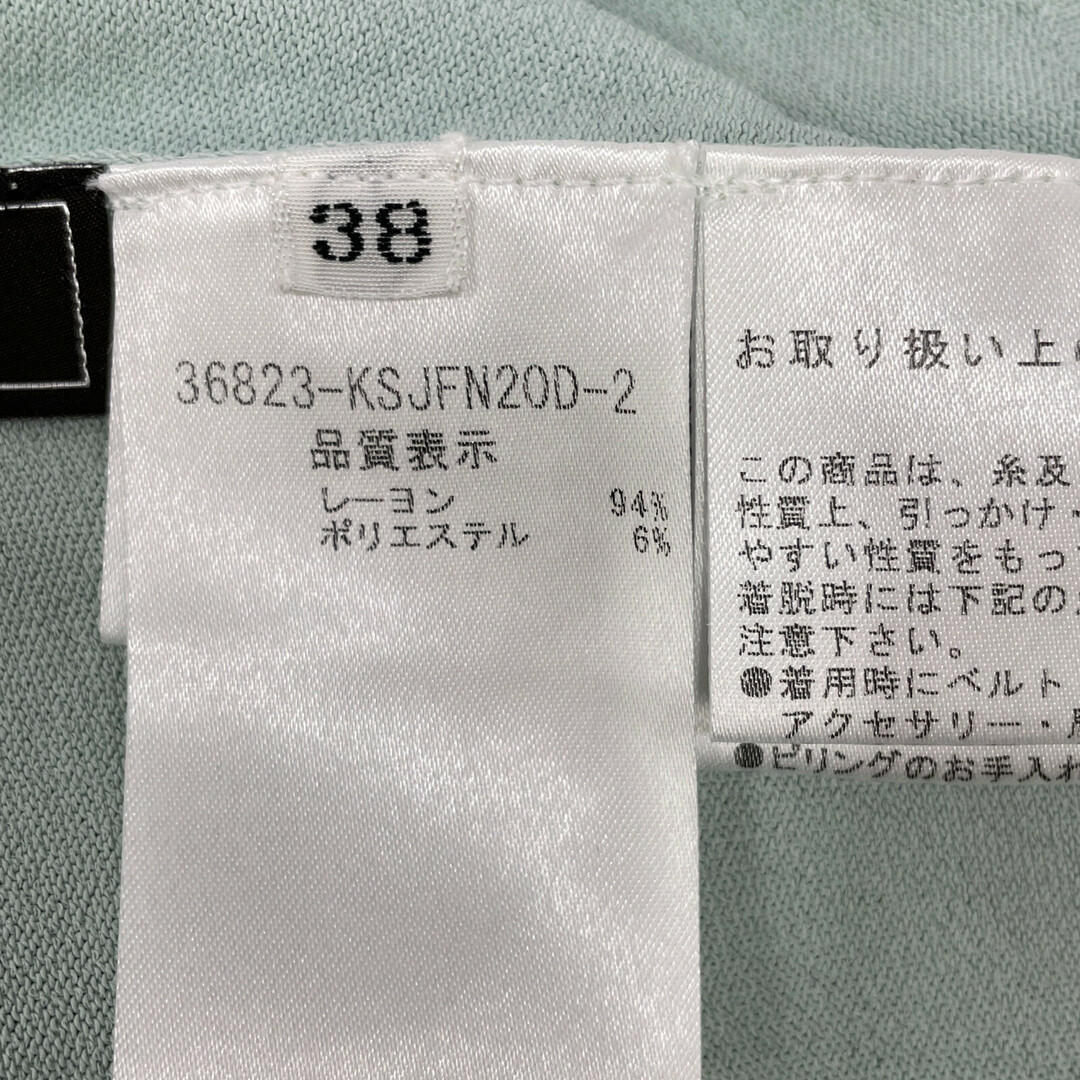 38
36823-KSJFN20D-2
品質表示
レーヨン 94%
ポリエステル 6%
お取り扱い上
この商品は、糸及
性質上、引っかけ・
やすい性質をもっ
着脱時には下記の
注意下さい。
●着用時にベルト
アクセサリー・
●ピリングのお手入れ